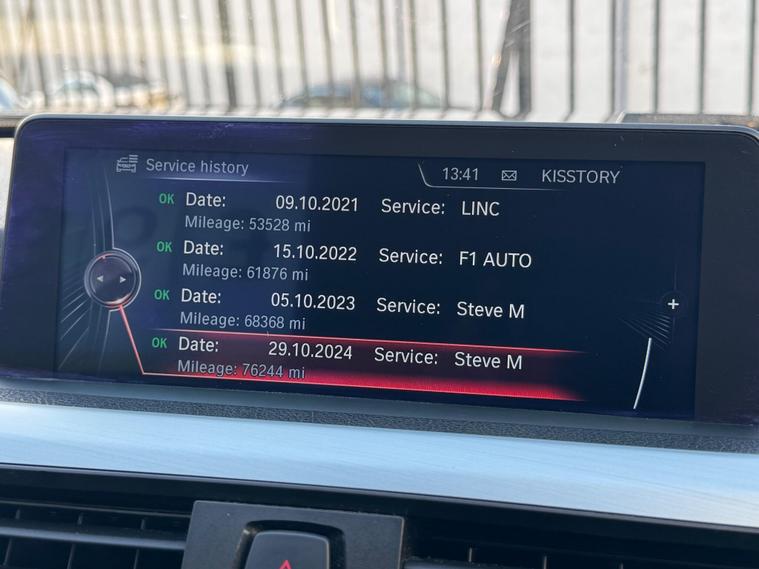 Service history 13:41 KISSTORY
OK Date: 09.10.2021 Service: LINC
Mileage: 53528 mi
OK Date: 15.10.2022 Service: F1 AUTO
Mileage: 61876 mi
OK Date: 05.10.2023 Service: Steve M
Mileage: 68368 mi
OK Date: 29.10.2024 Service: Steve M
Mileage: 76244 mi